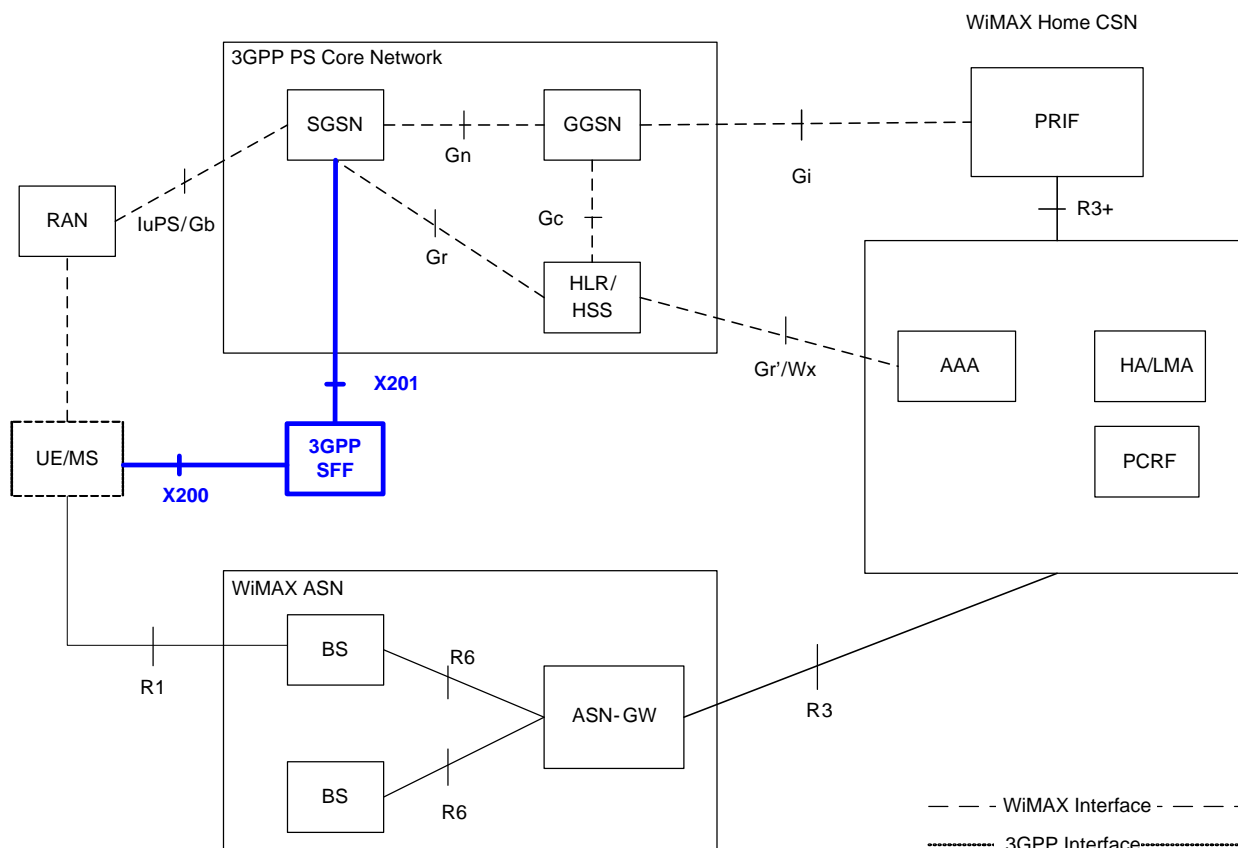 WiMAX Home CSN
3GPP PS Core Network
SGSN
GGSN
PRIF
Gn
Gi
RAN
IuPS/Gb
Gc
R3+
Gr
HLR/
HSS
AAA
HA/LMA
Gr'/Wx
X201
UE/MS
3GPP
SFF
PCRF
X200
WiMAX ASN
BS
R6
R1
ASN-GW
R3
BS
R6
WiMAX Interface
3GPP Interface